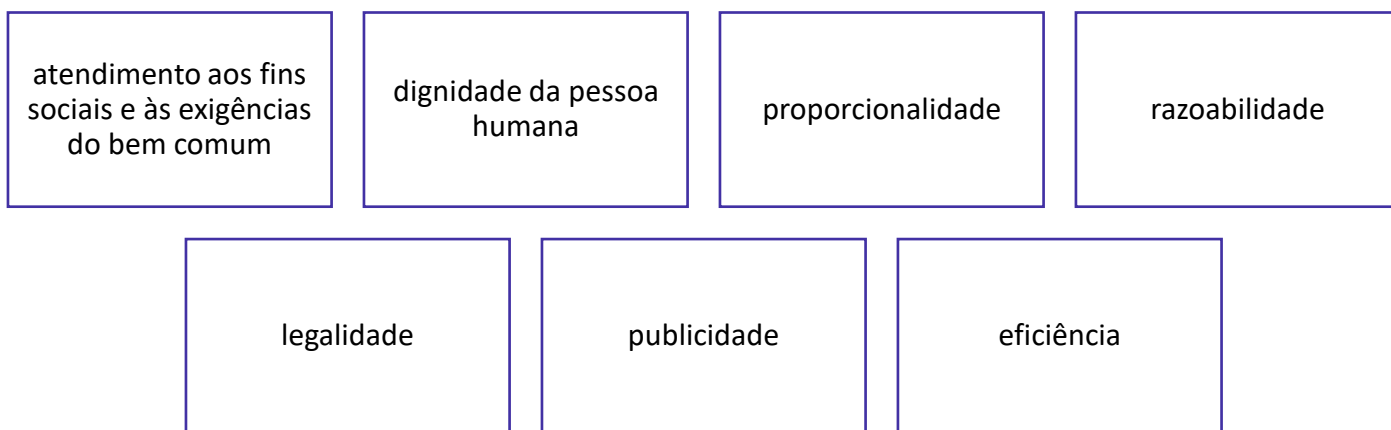 atendimento aos fins
sociais e às exigências
do bem comum
dignidade da pessoa
humana
proporcionalidade
razoabilidade
legalidade
publicidade
eficiência